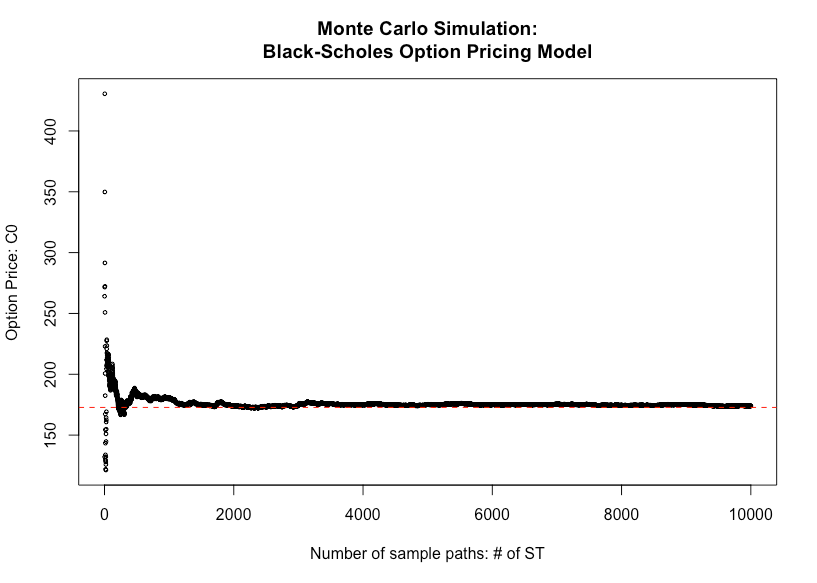 Monte Carlo Simulation:
Black-Scholes Option Pricing Model
400
350
300
250
200
150
Option Price: C0
0 2000 4000 6000 8000 10000
Number of sample paths: # of ST